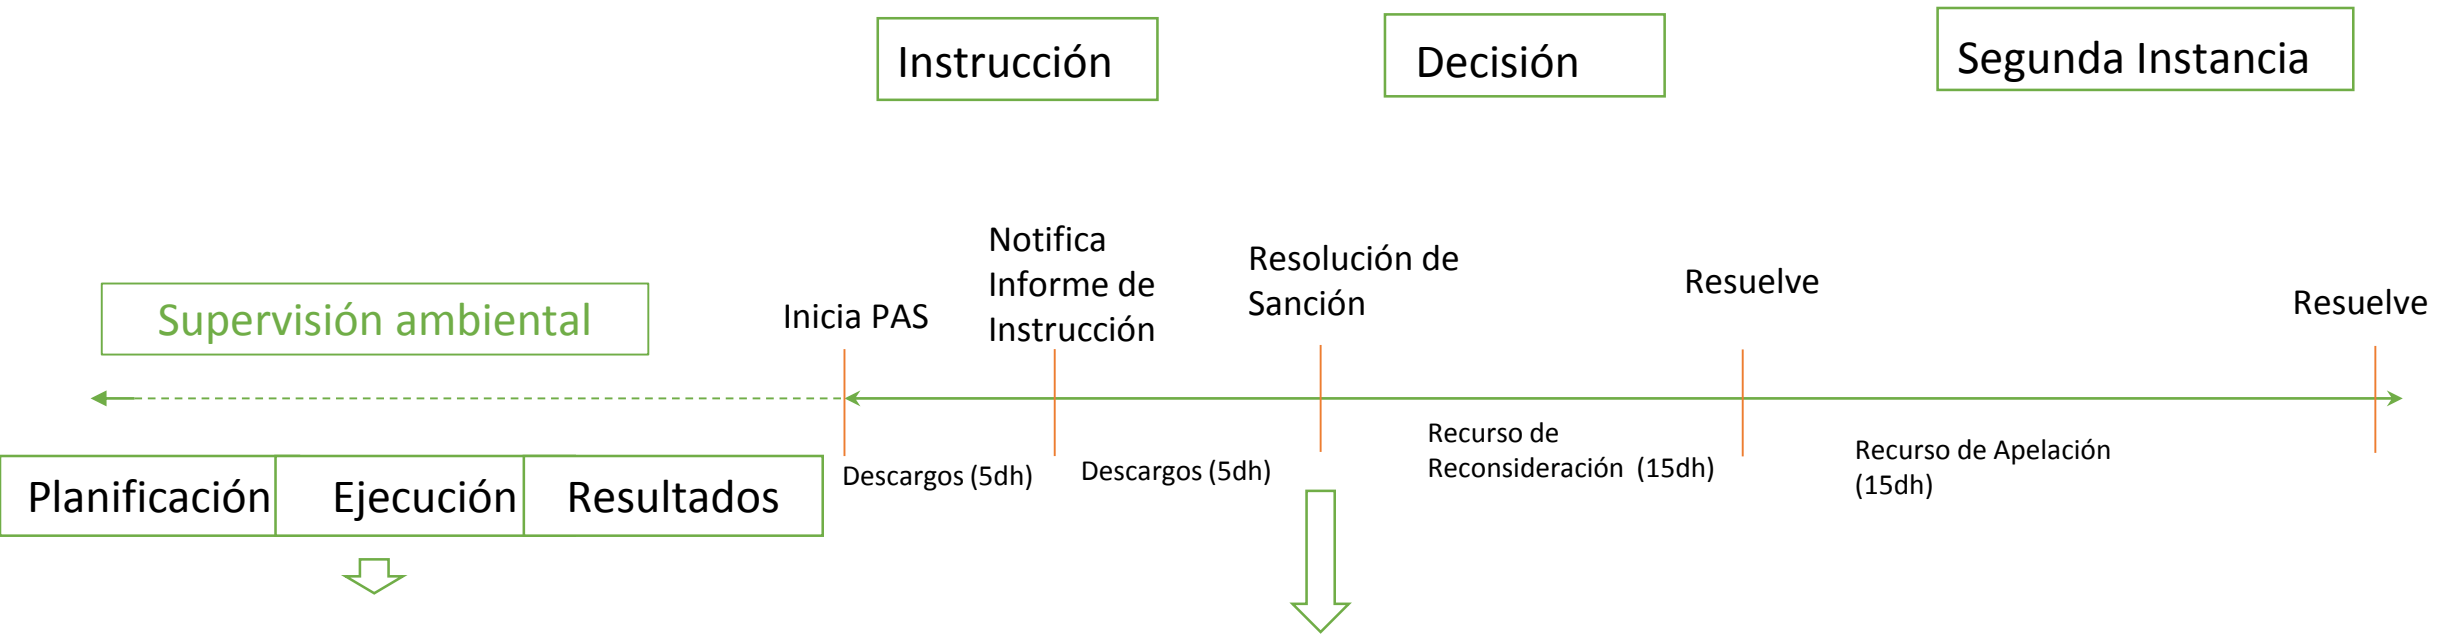 Instrucción
Decisión
Segunda Instancia
Supervisión ambiental
Inicia PAS
Notifica
Informe de
Instrucción
Resolución de
Sanción
Resuelve
Resuelve
Planificación
Ejecución
Resultados
Descargos (5dh)
Descargos (5dh)
Recurso de
Reconsideración (15dh)
Recurso de Apelación
(15dh)